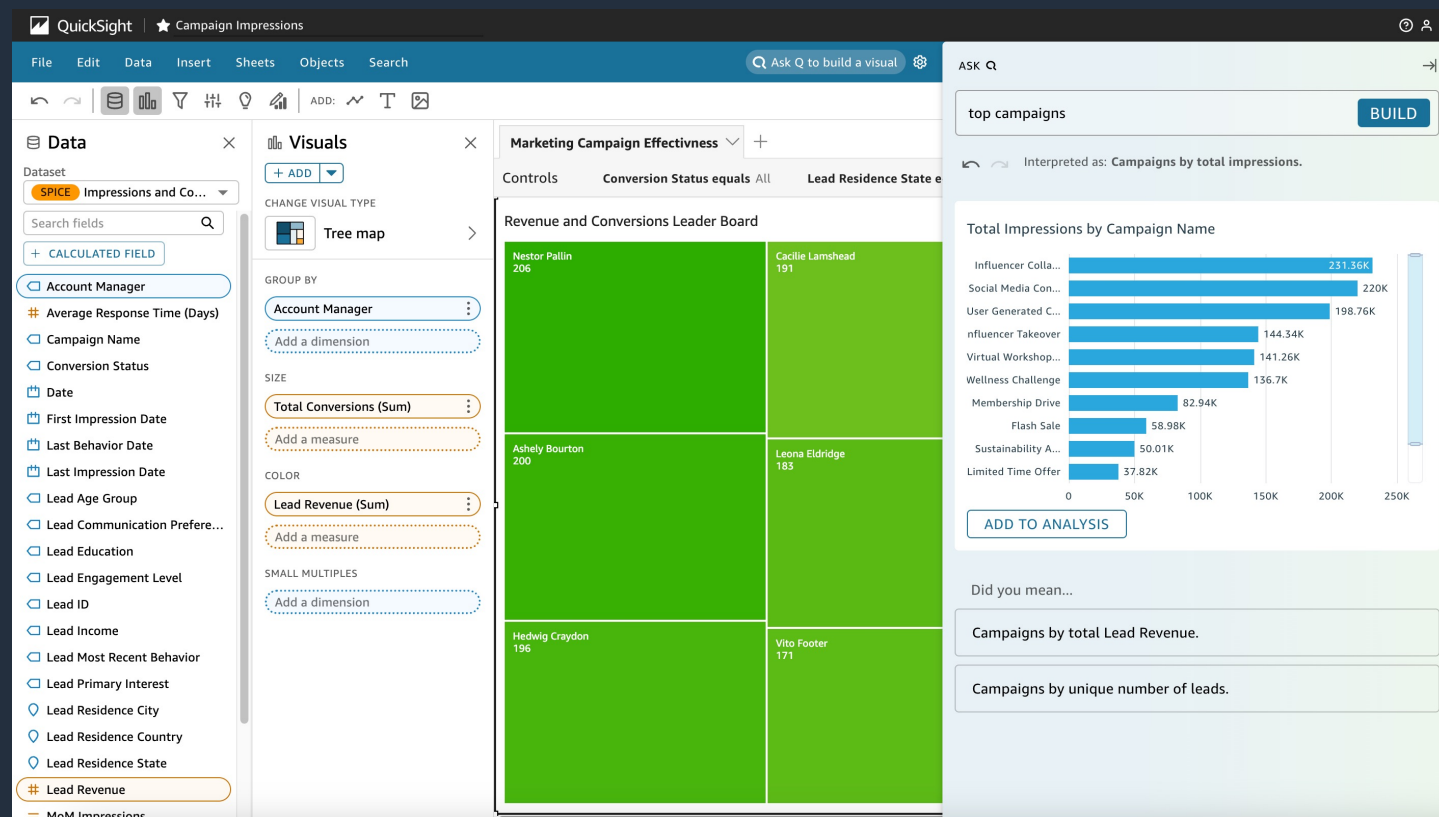 QuickSight
Campaign Impressions
File Edit Data Insert Sheets Objects Search
Ask Q to build a visual
ADD:
Data
Dataset
SPICE Impressions and Co...
Search fields
+ CALCULATED FIELD
Account Manager
Average Response Time (Days)
Campaign Name
Conversion Status
Date
First Impression Date
Last Behavior Date
Last Impression Date
Lead Age Group
Lead Communication Prefere...
Lead Education
Lead Engagement Level
Lead ID
Lead Income
Lead Most Recent Behavior
Lead Primary Interest
Lead Residence City
Lead Residence Country
Lead Residence State
Lead Revenue
MoM Impressions
Visuals
+ ADD
CHANGE VISUAL TYPE
Tree map
GROUP BY
Account Manager
Add a dimension
SIZE
Total Conversions (Sum)
Add a measure
COLOR
Lead Revenue (Sum)
Add a measure
SMALL MULTIPLES
Add a dimension
Marketing Campaign Effectivness
Controls Conversion Status equals All Lead Residence State e
Revenue and Conversions Leader Board
Nestor Pallin
206
Cacilie Lamshead
191
Ashely Bourton
200
Leona Eldridge
183
Hedwig Craydon
196
Vito Footer
171
ASK Q
top campaigns
BUILD
Interpreted as: Campaigns by total impressions.
Total Impressions by Campaign Name
Influencer Colla... 231.36K
Social Media Con... 220K
User Generated C... 198.76K
nfluencer Takeover 144.34K
Virtual Workshop... 141.26K
Wellness Challenge 136.7K
Membership Drive 82.94K
Flash Sale 58.98K
Sustainability A... 50.01K
Limited Time Offer 37.82K
0 50K 100K 150K 200K 250K
ADD TO ANALYSIS
Did you mean...
Campaigns by total Lead Revenue.
Campaigns by unique number of leads.